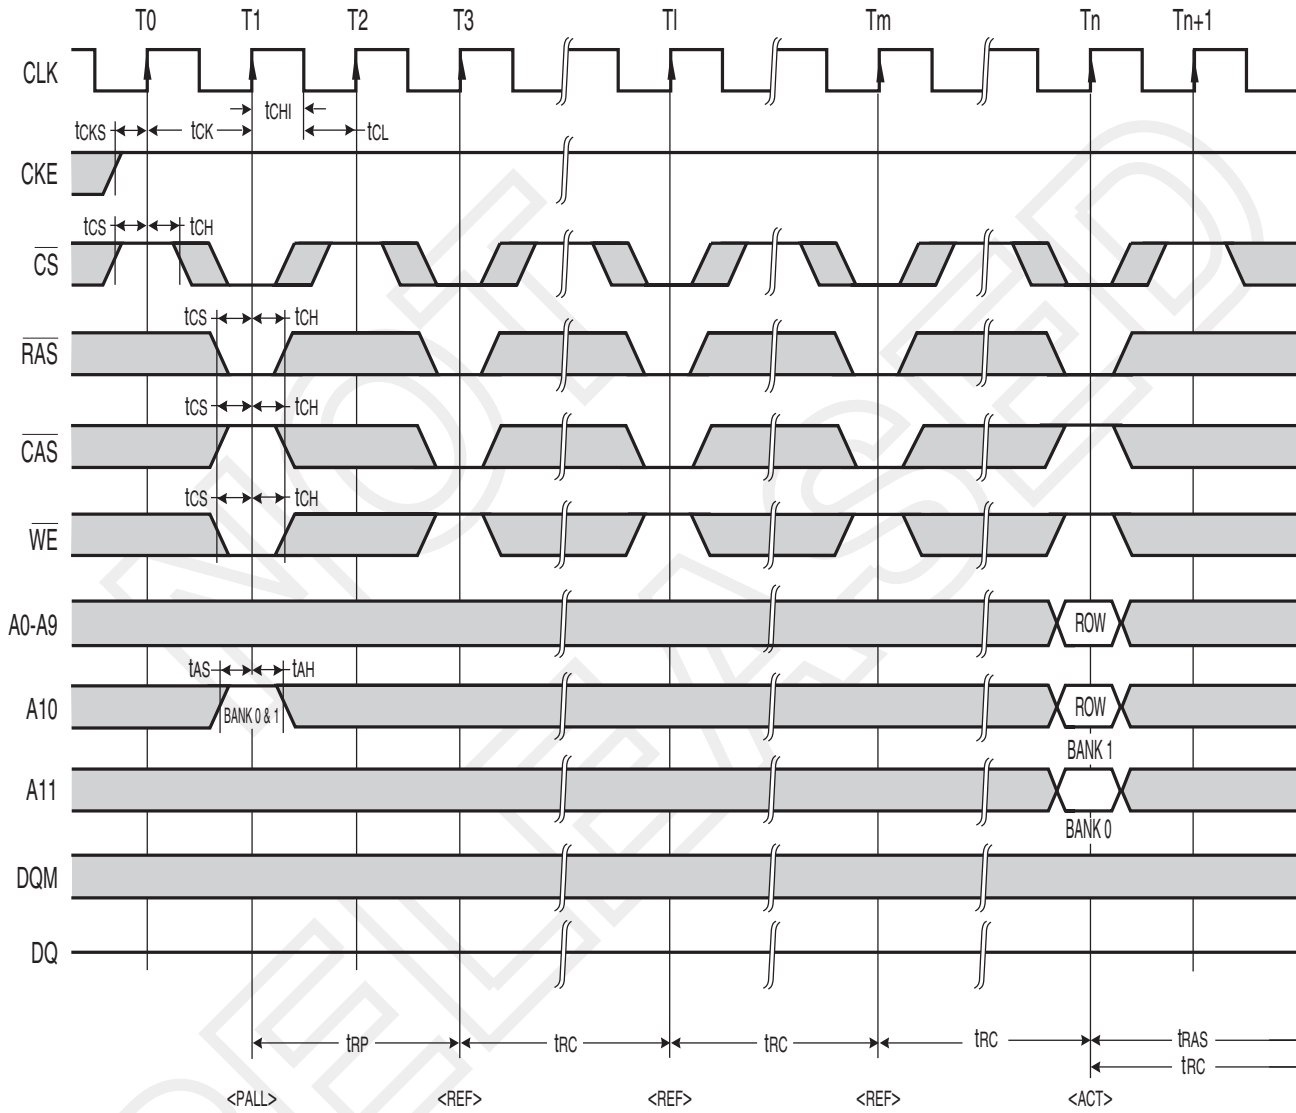 T0 T1 T2 T3 Tl Tm Tn Tn+1
CLK
tCHI
tCKS tCK tCL
CKE
tCS tCH
CS
tCS tCH
RAS
tCS tCH
CAS
tCS tCH
WE
A0-A9 ROW
tAS tAH
A10 BANK 0 & 1 ROW
BANK 1
A11
BANK 0
DQM
DQ
tRP tRC tRC tRC tRAS
tRC
<PALL> <REF> <REF> <REF> <ACT>
NOT
RELEASED